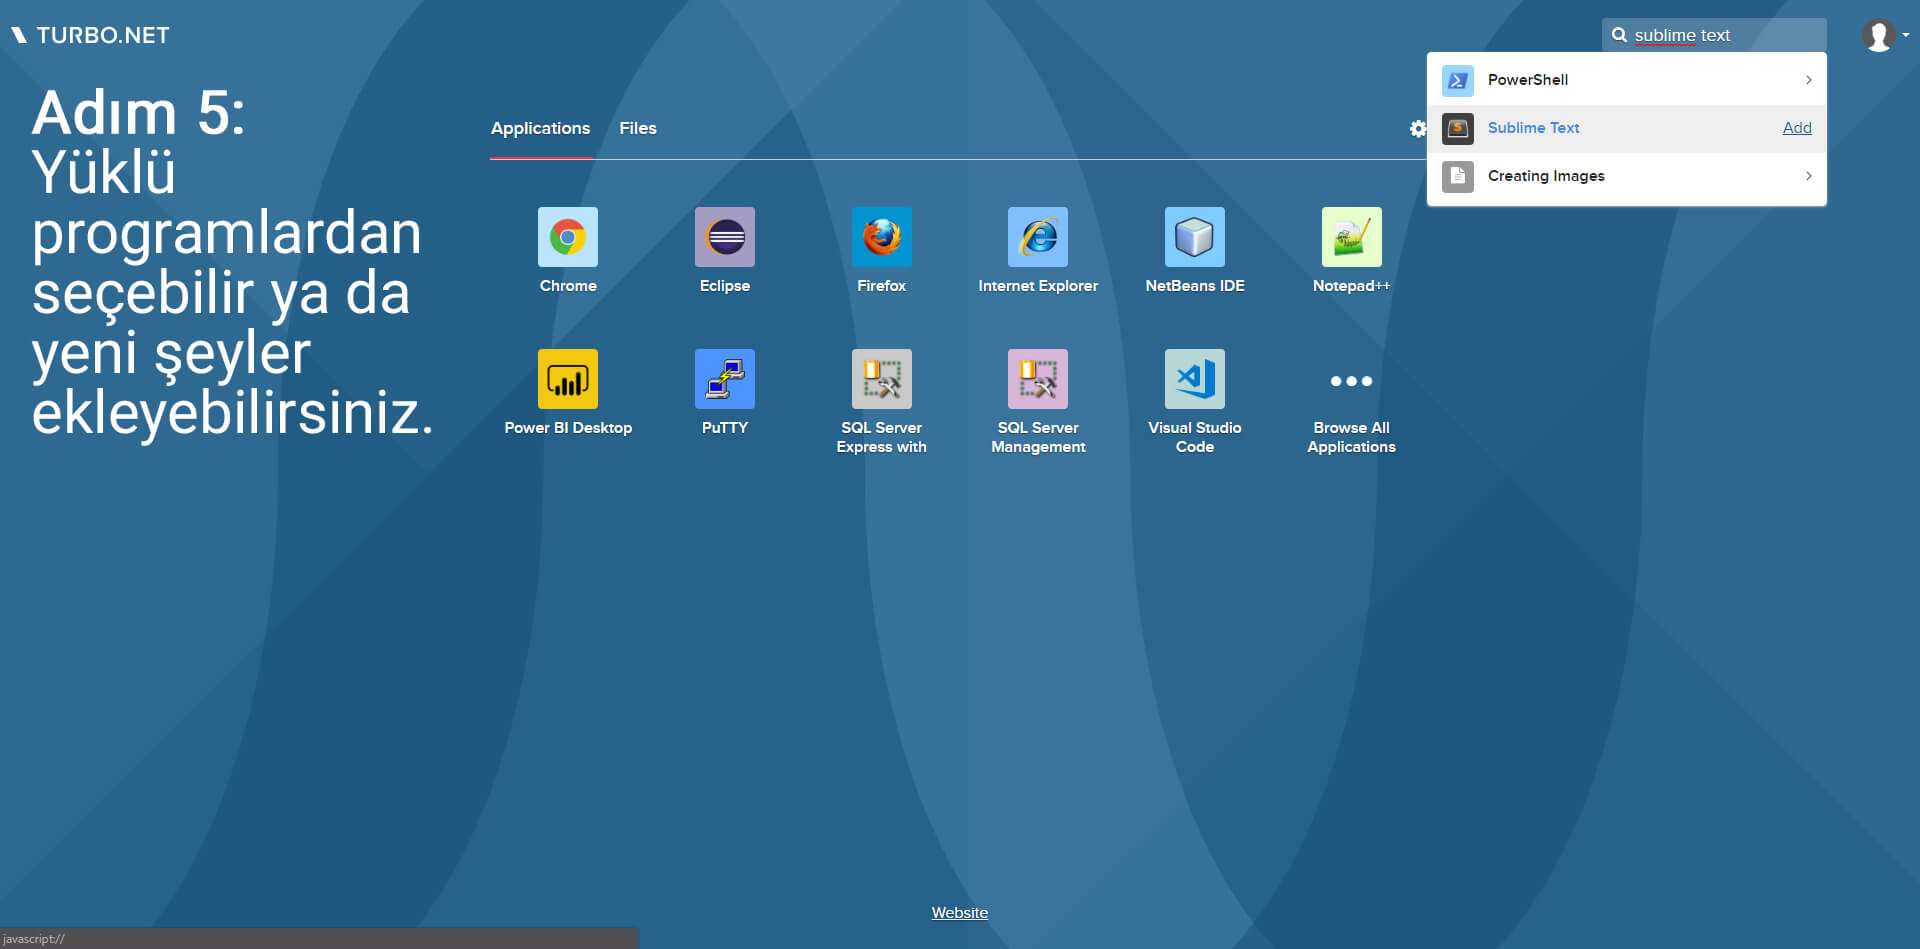 TURBO.NET
sublime text
Adım 5:
Yüklü
programlardan
seçebilir ya da
yeni şeyler
ekleyebilirsiniz.
Applications Files
PowerShell
Sublime Text Add
Creating Images
Chrome Eclipse Firefox Internet Explorer NetBeans IDE Notepad++
Power BI Desktop PuTTY SQL Server SQL Server Visual Studio Browse All
Express with Management Code Applications
Website
javascript://